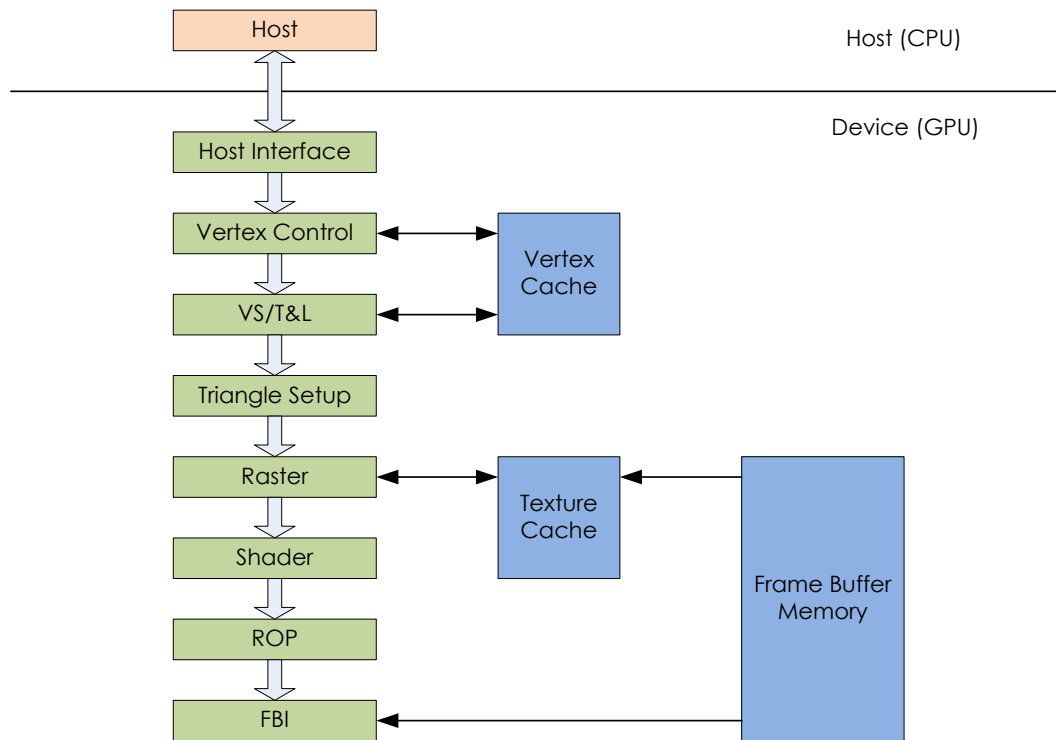 Host
Host (CPU)
Device (GPU)
Host Interface
Vertex Control
Vertex
Cache
VS/T&L
Triangle Setup
Raster
Texture
Cache
Shader
Frame Buffer
Memory
ROP
FBI